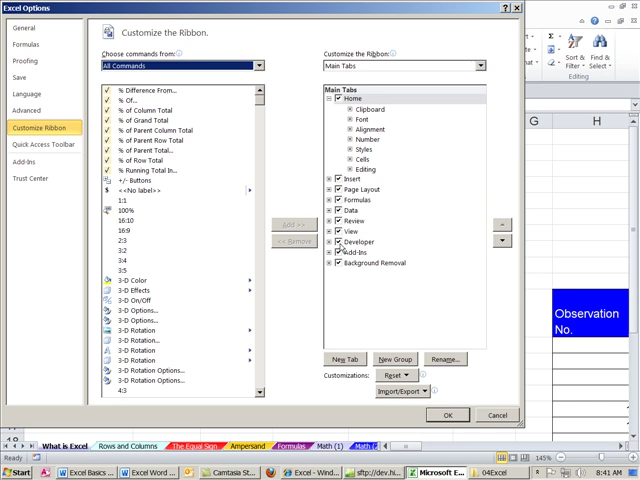 Excel Options
General
Formulas
Proofing
Save
Language
Advanced
Customize Ribbon
Quick Access Toolbar
Add-Ins
Trust Center
Customize the Ribbon.
Choose commands from:
All Commands
% Difference From...
% Of...
% of Column Total
% of Grand Total
% of Parent Column Total
% of Parent Row Total
% of Parent Total...
% of Row Total
% Running Total In...
+/- Buttons
<<No label>>
1:1
100%
16:10
16:9
2:3
3:2
3:4
3:5
3-D Color
3-D Effects
3-D On/Off
3-D Options...
3-D Options...
3-D Rotation
3-D Rotation
3-D Rotation
3-D Rotation
3-D Rotation Options...
3-D Rotation Options...
4:3
Add >>
<< Remove
Customize the Ribbon:
Main Tabs
Main Tabs
Home
Clipboard
Font
Alignment
Number
Styles
Cells
Editing
Insert
Page Layout
Formulas
Data
Review
View
Developer
Add-Ins
Background Removal
New Tab
New Group
Rename...
Customizations:
Reset
Import/Export
OK
Cancel
Sort & Filter
Find & Select
Editing
G
H
Observation
No.
What is Excel
Rows and Columns
The Equal Sign
Ampersand
Formulas
Math (1)
Math (2
Ready
145%
Start
Excel Basics
Excel Word
Camtasia St...
Excel - Wind...
sftp://dev.hi...
Microsoft E...
04Excel
8:41 AM